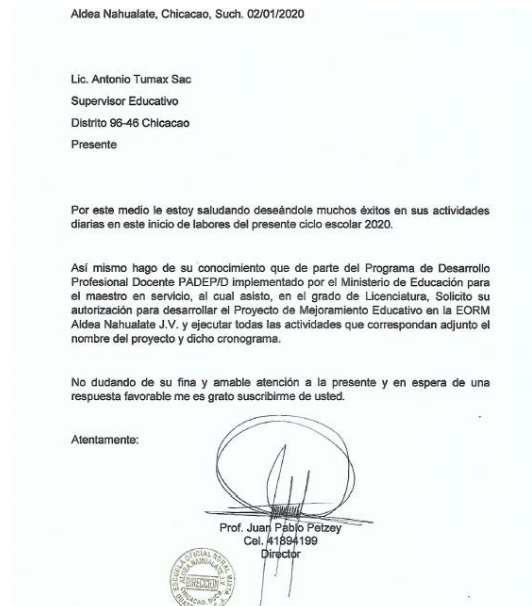 Aldea Nahualate, Chicacao, Such. 02/01/2020
Lic. Antonio Tumax Sac
Supervisor Educativo
Distrito 96-46 Chicacao
Presente
Por este medio le estoy saludando deseándole muchos éxitos en sus actividades
diarias en este inicio de labores del presente ciclo escolar 2020.
Así mismo hago de su conocimiento que de parte del Programa de Desarrollo
Profesional Docente PADEP/D implementado por el Ministerio de Educación para
el maestro en servicio, al cual asisto, en el grado de Licenciatura, Solicito su
autorización para desarrollar el Proyecto de Mejoramiento Educativo en la EORM
Aldea Nahualate J.V. y ejecutar todas las actividades que correspondan adjunto el
nombre del proyecto y dicho cronograma.
No dudando de su fina y amable atención a la presente y en espera de una
respuesta favorable me es grato suscribirme de usted.
Atentamente:
Prof. Juan Pablo Petzey
Cel. 41894199
Director
ESCUELA OFICIAL RURAL MIXTA
DIRECCIÓN
CHICACAO, SUCH.